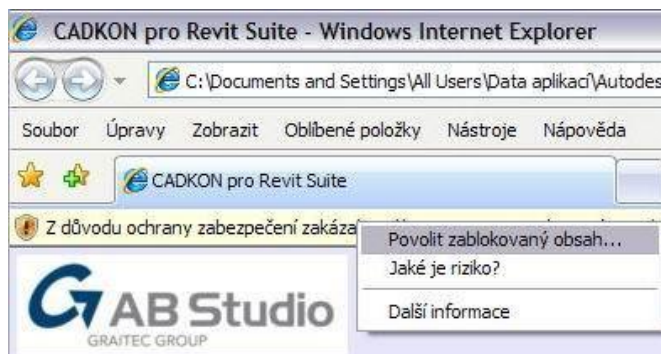 CADKON pro Revit Suite - Windows Internet Explorer
C:\Documents and Settings\All Users\Data aplikací\Autodes
Soubor Úpravy Zobrazit Oblíbené položky Nástroje Nápověda
CADKON pro Revit Suite
Z důvodu ochrany zabezpečení zakáza
Povolit zablokovaný obsah...
Jaké je riziko?
Další informace
AB Studio
GRAITEC GROUP